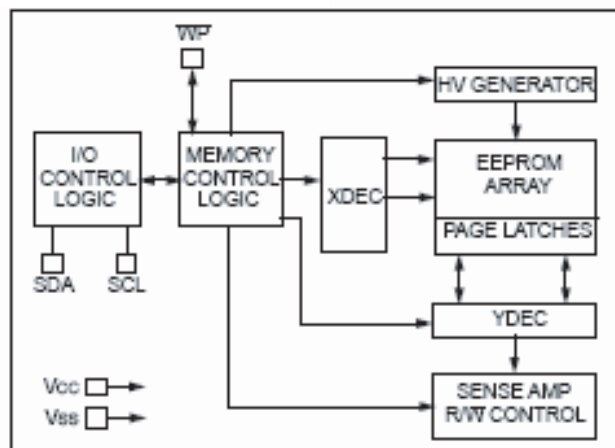 WP
HV GENERATOR
I/O
CONTROL
LOGIC
MEMORY
CONTROL
LOGIC
XDEC
EEPROM
ARRAY
PAGE LATCHES
SDA
SCL
YDEC
Vcc
Vss
SENSE AMP
R/W̅ CONTROL